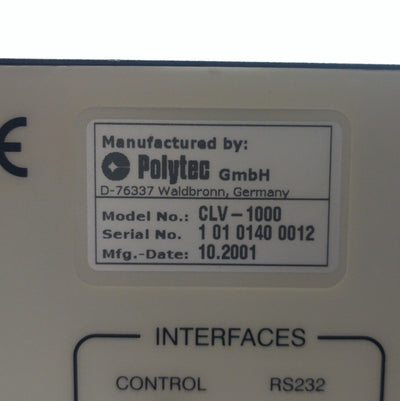 CE
Manufactured by:
Polytec GmbH
D-76337 Waldbronn, Germany
Model No.: CLV-1000
Serial No. 1 01 0140 0012
Mfg.-Date: 10.2001
INTERFACES
CONTROL RS232